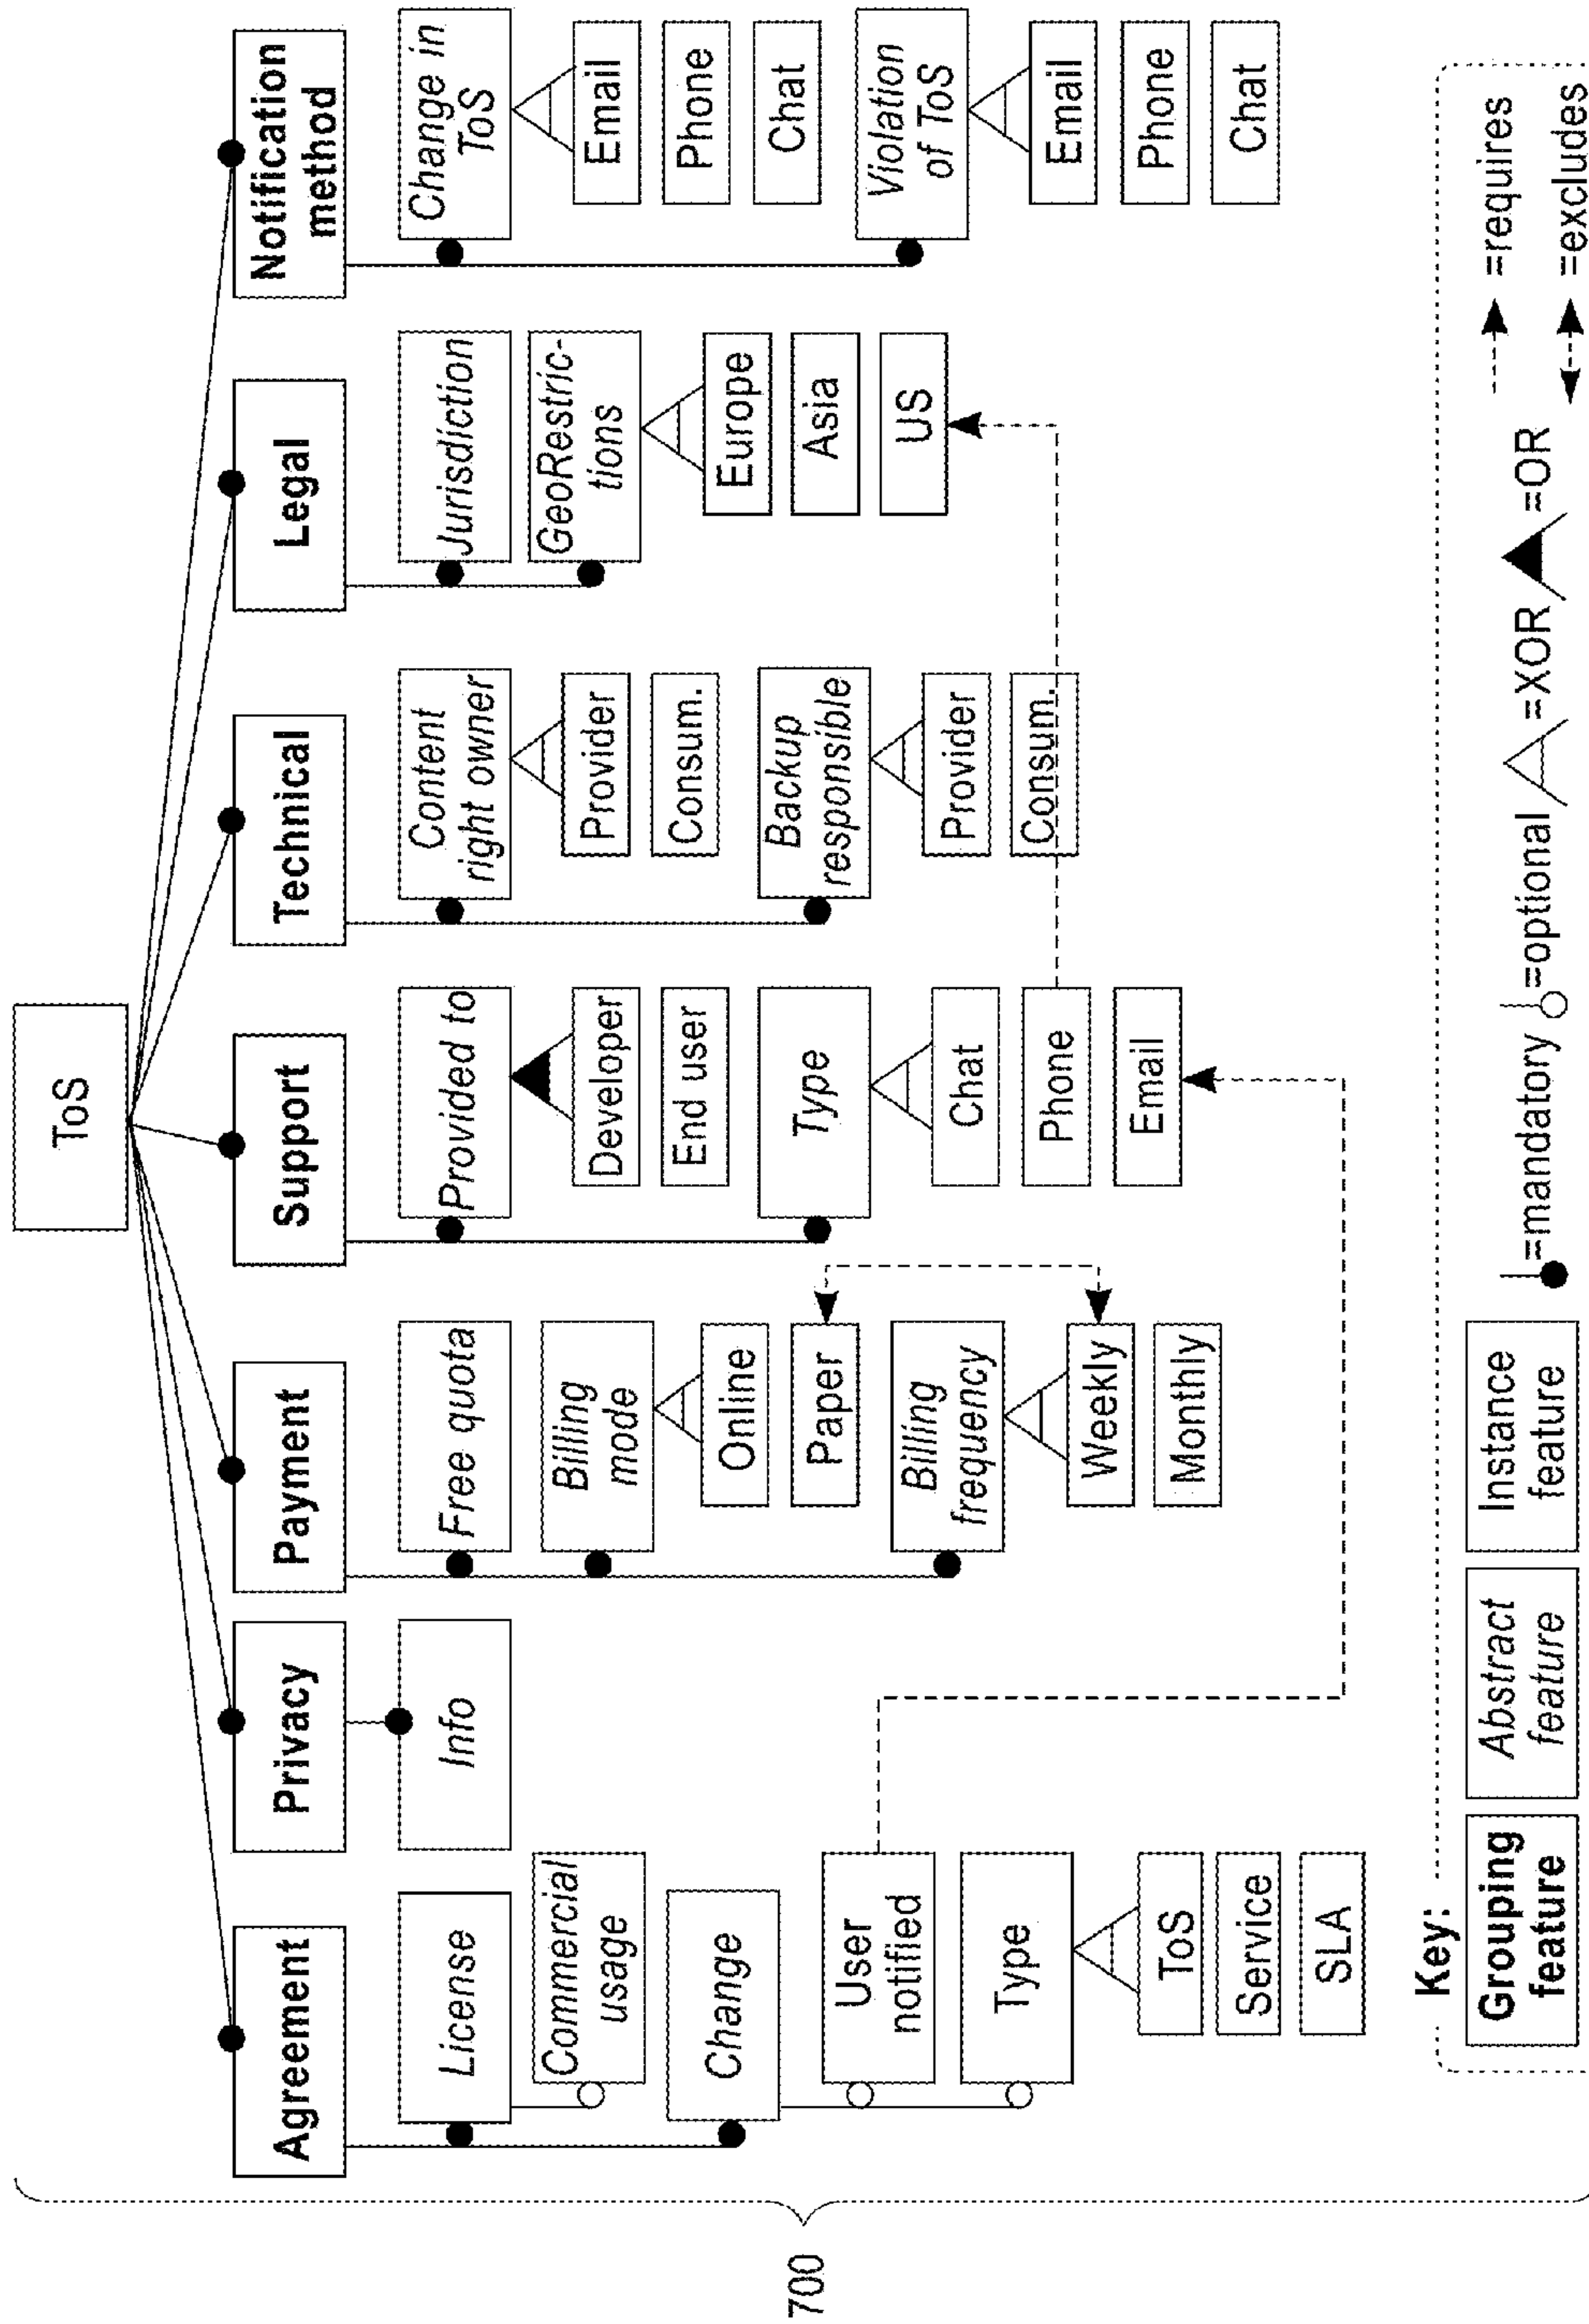 ToS
Agreement
License
Commercial
usage
Change
User
notified
Type
ToS
Service
SLA
Privacy
Info
Payment
Free quota
Billing
mode
Online
Paper
Billing
frequency
Weekly
Monthly
Support
Provided to
Developer
End user
Type
Chat
Phone
Email
Technical
Content
right owner
Provider
Consum.
Backup
responsible
Provider
Consum.
Legal
Jurisdiction
GeoRestric-
tions
Europe
Asia
US
Notification
method
Change in
ToS
Email
Phone
Chat
Violation
of ToS
Email
Phone
Chat
700
Key:
Grouping
feature
Abstract
feature
Instance
feature
=mandatory
=optional
=XOR
=OR
=requires
=excludes